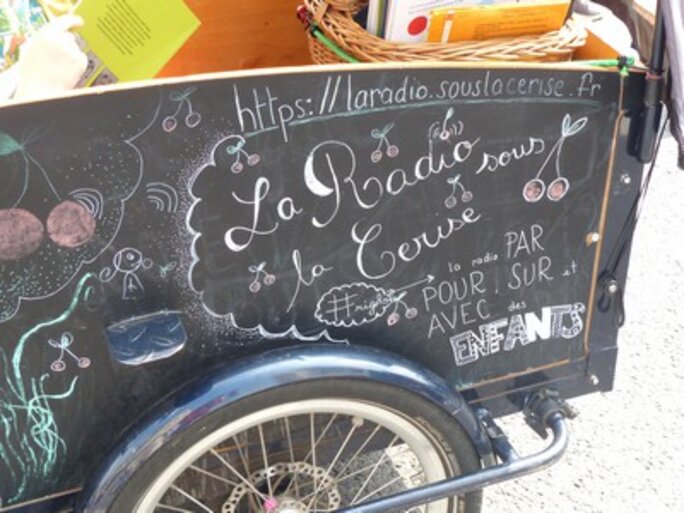 https://laradio.souslacerise.fr
La Radio sous
la Cerise
la radio PAR
POUR ! SUR et
AVEC des
ENFANTS